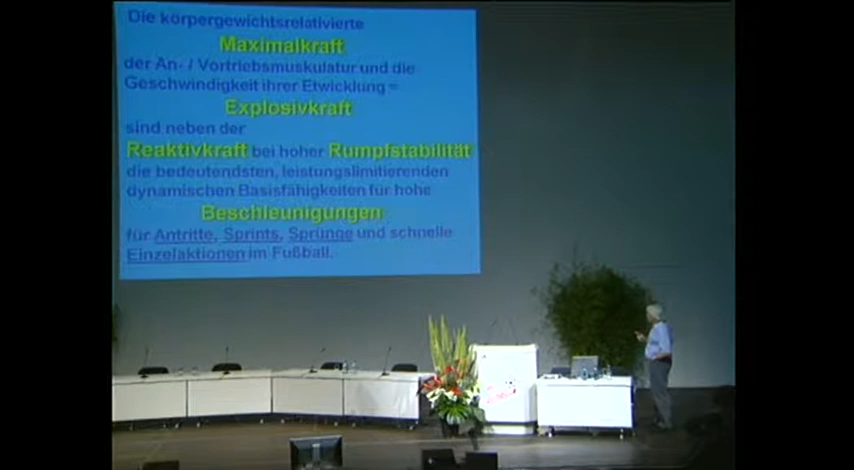 Die körpergewichtsrelativierte
Maximalkraft
der An- / Vortriebsmuskulatur und die
Geschwindigkeit ihrer Etwicklung =
Explosivkraft
sind neben der
Reaktivkraft bei hoher Rumpfstabilität
die bedeutendsten, leistungslimitierenden
dynamischen Basisfähigkeiten für hohe
Beschleunigungen
für Antritte, Sprints, Sprünge und schnelle
Einzelaktionen im Fußball.